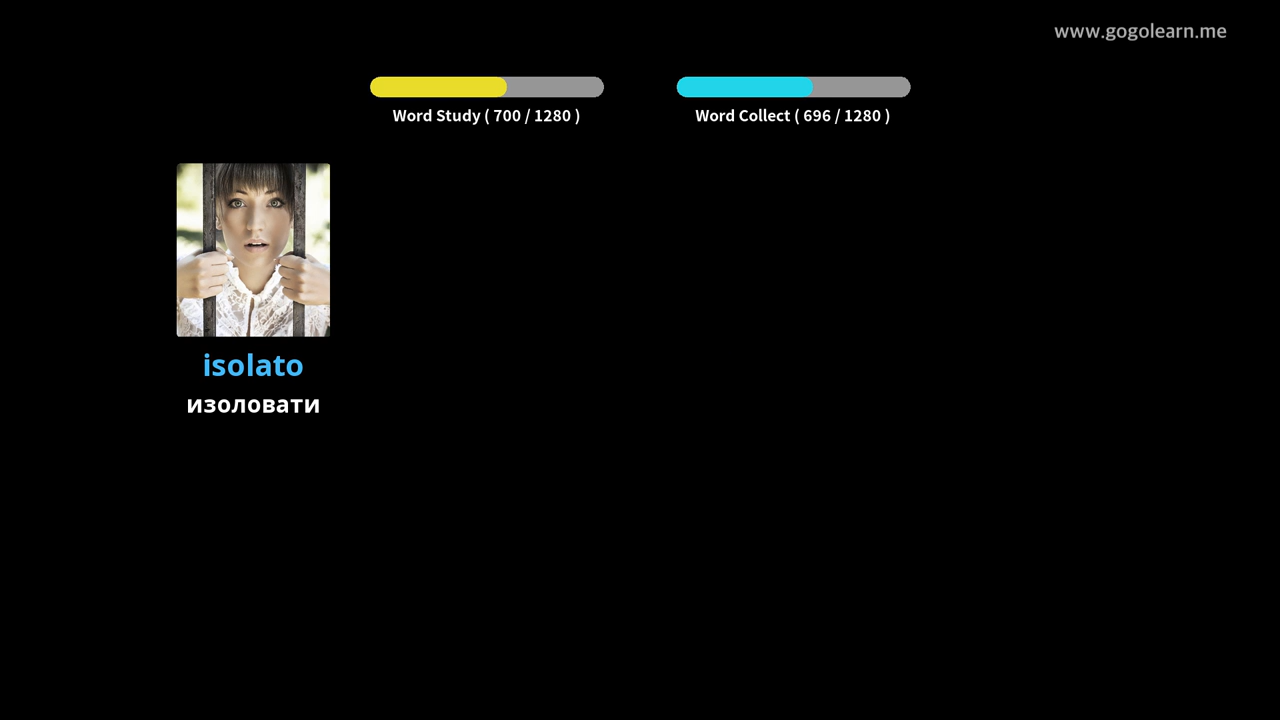 www.gogolearn.me
Word Study ( 700 / 1280 )
Word Collect ( 696 / 1280 )
isolato
изоловати